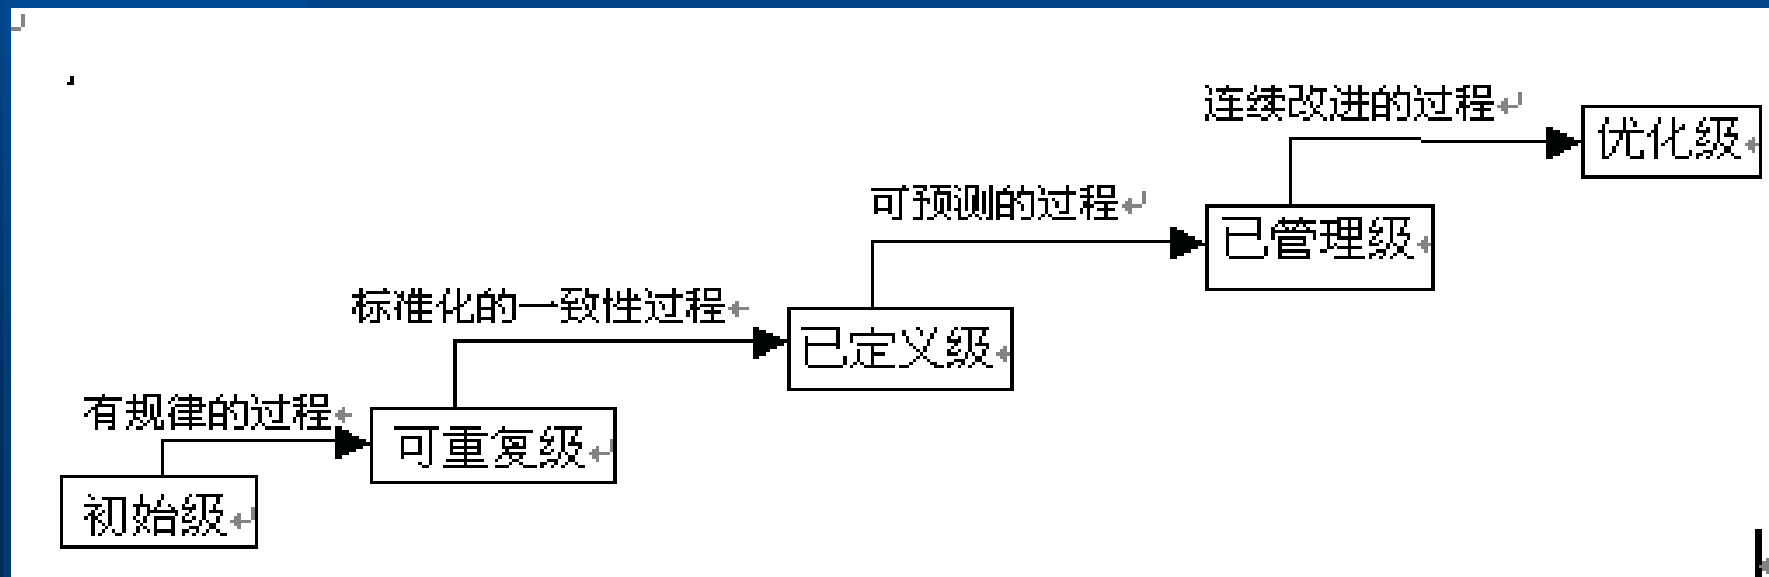 连续改进的过程
优化级
可预测的过程
已管理级
标准化的一致性过程
已定义级
有规律的过程
可重复级
初始级